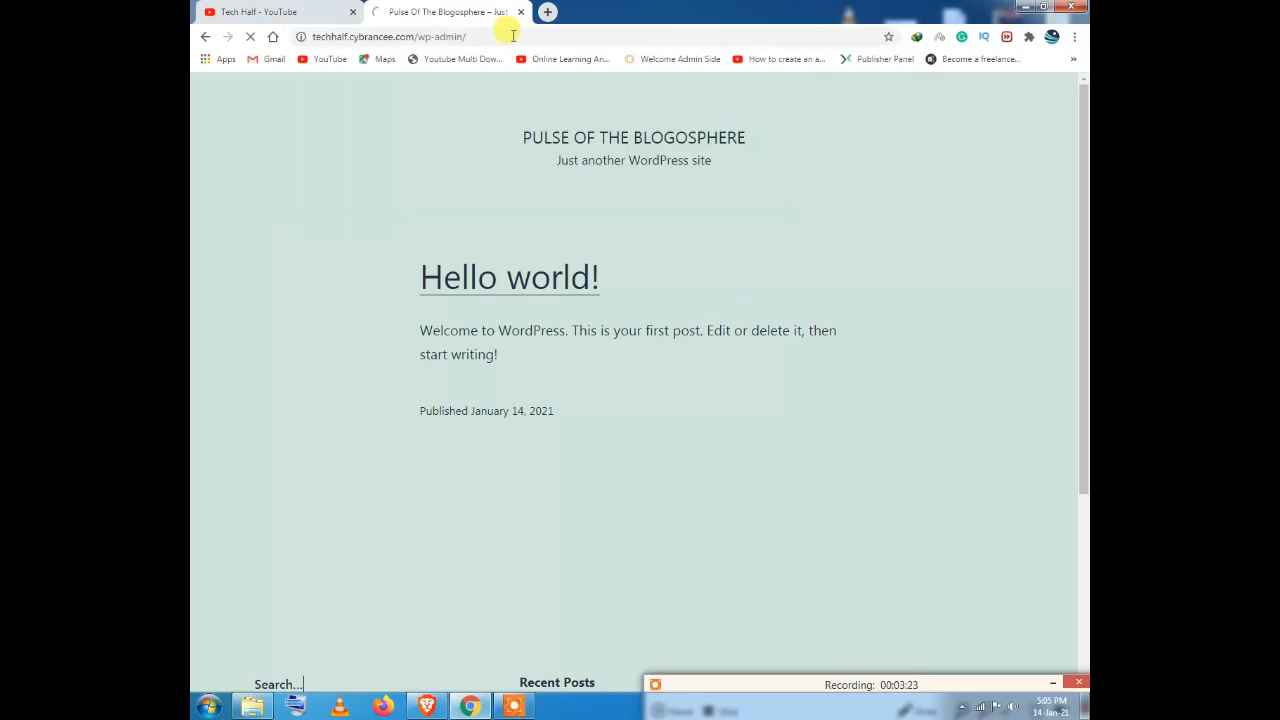 Tech Half - YouTube
Pulse Of The Blogosphere – Just
techhalf.cybrancee.com/wp-admin/
Apps
Gmail
YouTube
Maps
Youtube Multi Dow...
Online Learning An...
Welcome Admin Side
How to create an a...
Publisher Panel
Become a freelance...
PULSE OF THE BLOGOSPHERE
Just another WordPress site
Hello world!
Welcome to WordPress. This is your first post. Edit or delete it, then
start writing!
Published January 14, 2021
Search...
Recent Posts
Recording: 00:03:23
5:05 PM
14-Jan-21